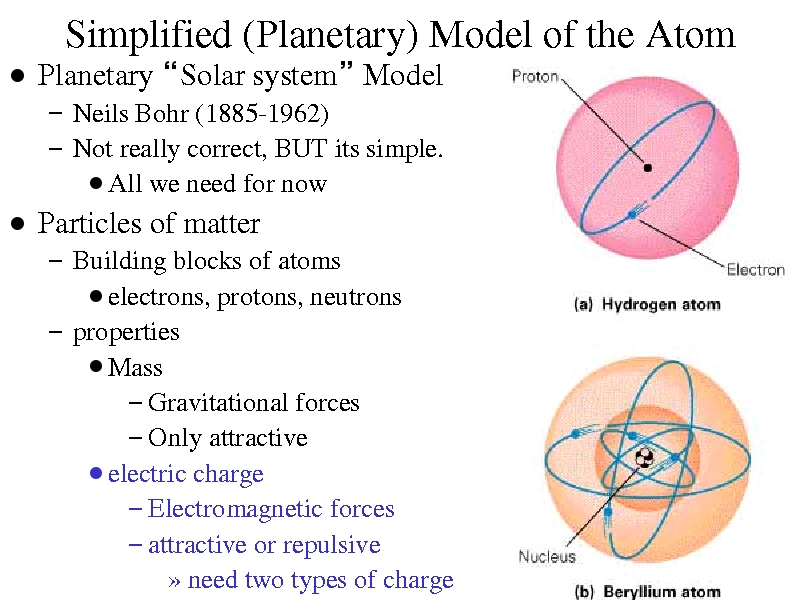 Simplified (Planetary) Model of the Atom
● Planetary “Solar system” Model
– Neils Bohr (1885-1962)
– Not really correct, BUT its simple.
● All we need for now
● Particles of matter
– Building blocks of atoms
● electrons, protons, neutrons
– properties
● Mass
– Gravitational forces
– Only attractive
● electric charge
– Electromagnetic forces
– attractive or repulsive
» need two types of charge
Proton
Electron
(a) Hydrogen atom
Nucleus
(b) Beryllium atom